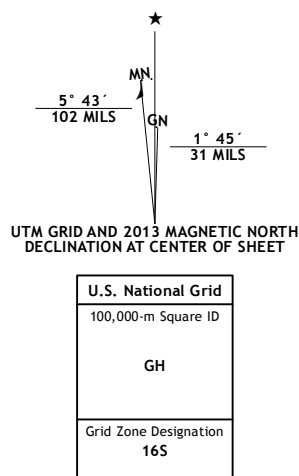 ★
MN.
5° 43´
102 MILS
GN
1° 45´
31 MILS
UTM GRID AND 2013 MAGNETIC NORTH
DECLINATION AT CENTER OF SHEET
U.S. National Grid
100,000-m Square ID
GH
Grid Zone Designation
16S